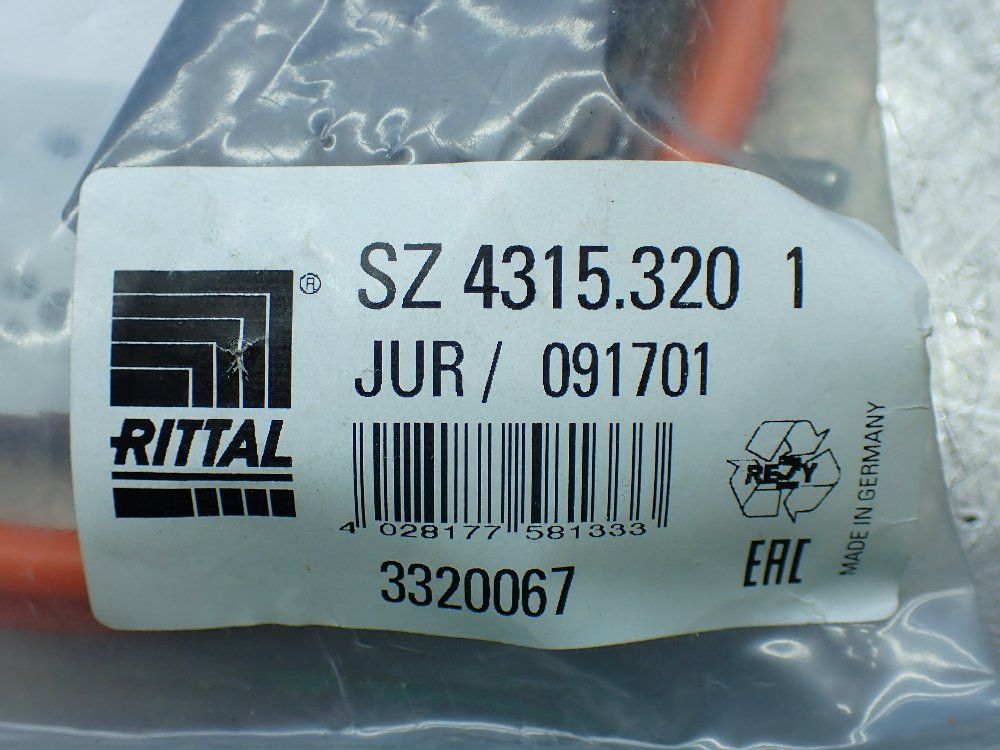 SZ 4315.320 1
®
JUR / 091701
RITTAL
4 028177 581333
3320067
REZY
EAC
MADE IN GERMANY